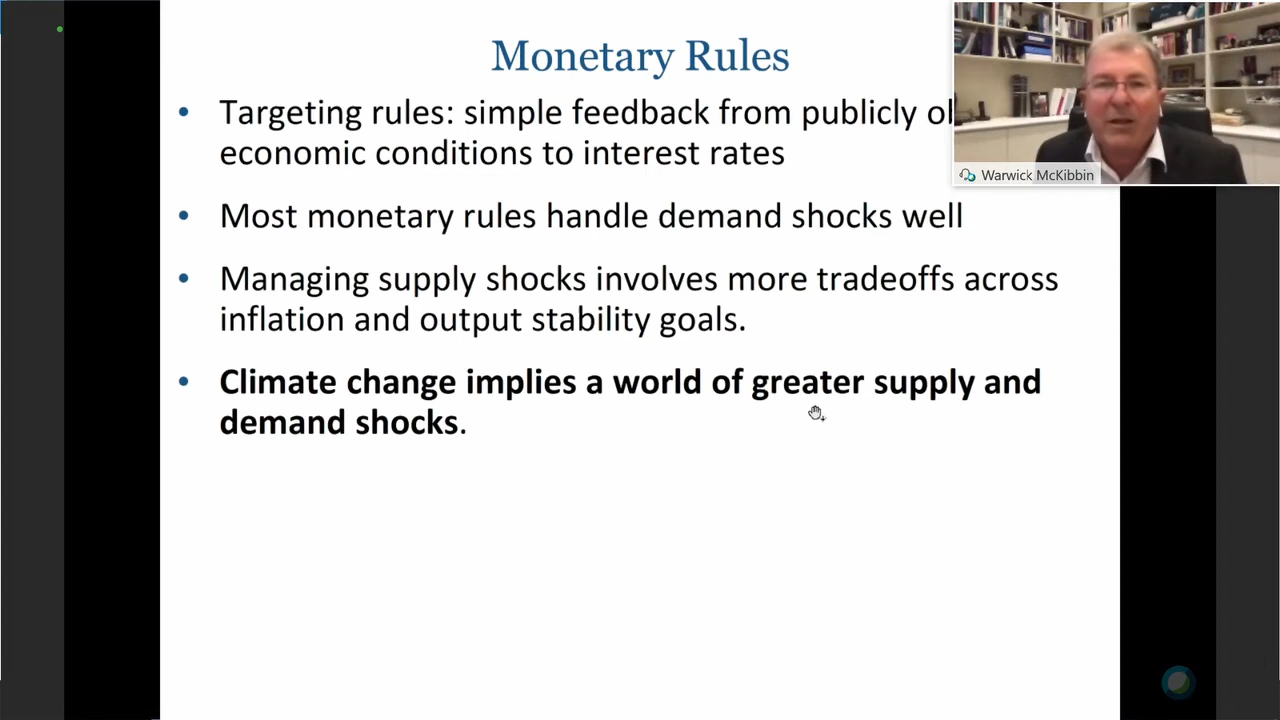 Monetary Rules
• Targeting rules: simple feedback from publicly
economic conditions to interest rates
• Most monetary rules handle demand shocks well
• Managing supply shocks involves more tradeoffs across
inflation and output stability goals.
• Climate change implies a world of greater supply and
demand shocks.
Warwick McKibbin